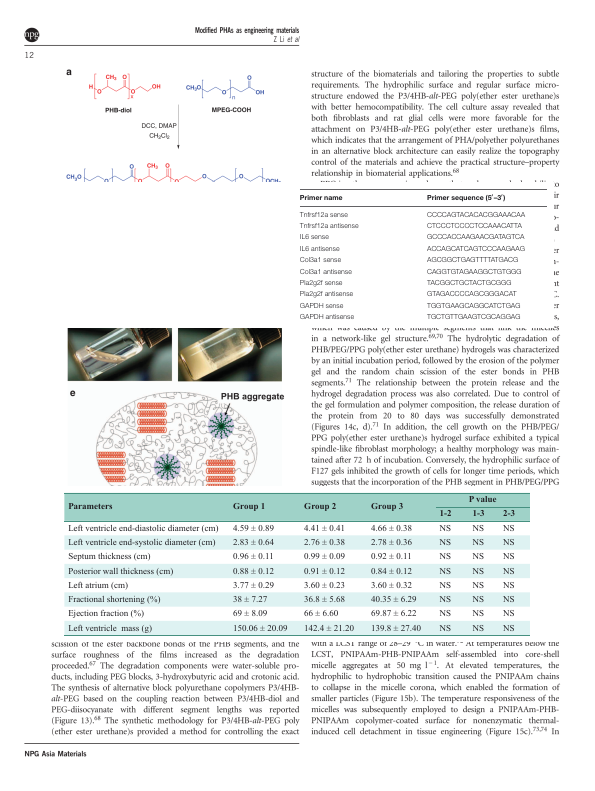 npg
Modified PHAs as engineering materials
Z Li et al
12
a
H
O
CH₃
O
O
OH
x
CH₃O
O
n
O
OH
PHB-diol
MPEG-COOH
DCC, DMAP
CH₂Cl₂
CH₃O
CH₃
O
OCH₃
e
PHB aggregate
structure of the biomaterials and tailoring the properties to subtle
requirements. The hydrophilic surface and regular surface micro-
structure endowed the P3/4HB-alt-PEG poly(ether ester urethane)s
with better hemocompatibility. The cell culture assay revealed that
both fibroblasts and rat glial cells were more favorable for the
attachment on P3/4HB-alt-PEG poly(ether ester urethane)s films,
which indicates that the arrangement of PHA/polyether polyurethanes
in an alternative block architecture can easily realize the topography
control of the materials and achieve the practical structure–property
relationship in biomaterial applications.⁶⁸
Primer name Primer sequence (5′–3′)
Tnfrsf12a sense CCCCAGTACACACGGAAACAA
Tnfrsf12a antisense CTCCCTCCCCTCCAAACATTA
IL6 sense GCCCACCAAGAACGATAGTCA
IL6 antisense ACCAGCATCAGTCCCAAGAAG
Col3a1 sense AGCGGCTGAGTTTTATGACG
Col3a1 antisense CAGGTGTAGAAGGCTGTGGG
Pla2g2f sense TACGGCTGCTACTGCGGG
Pla2g2f antisense GTAGACCCCAGCGGGACAT
GAPDH sense TGGTGAAGCAGGCATCTGAG
GAPDH antisense TGCTGTTGAAGTCGCAGGAG
which was caused by the multiple segments that link the micelles
in a network-like gel structure.⁶⁹,⁷⁰ The hydrolytic degradation of
PHB/PEG/PPG poly(ether ester urethane) hydrogels was characterized
by an initial incubation period, followed by the erosion of the polymer
gel and the random chain scission of the ester bonds in PHB
segments.⁷¹ The relationship between the protein release and the
hydrogel degradation process was also correlated. Due to control of
the gel formulation and polymer composition, the release duration of
the protein from 20 to 80 days was successfully demonstrated
(Figures 14c, d).⁷¹ In addition, the cell growth on the PHB/PEG/
PPG poly(ether ester urethane)s hydrogel surface exhibited a typical
spindle-like fibroblast morphology; a healthy morphology was main-
tained after 72 h of incubation. Conversely, the hydrophilic surface of
F127 gels inhibited the growth of cells for longer time periods, which
suggests that the incorporation of the PHB segment in PHB/PEG/PPG
Parameters Group 1 Group 2 Group 3 P value
1-2 1-3 2-3
Left ventricle end-diastolic diameter (cm) 4.59 ± 0.89 4.41 ± 0.41 4.66 ± 0.38 NS NS NS
Left ventricle end-systolic diameter (cm) 2.83 ± 0.64 2.76 ± 0.38 2.78 ± 0.36 NS NS NS
Septum thickness (cm) 0.96 ± 0.11 0.99 ± 0.09 0.92 ± 0.11 NS NS NS
Posterior wall thickness (cm) 0.88 ± 0.12 0.91 ± 0.12 0.84 ± 0.12 NS NS NS
Left atrium (cm) 3.77 ± 0.29 3.60 ± 0.23 3.60 ± 0.32 NS NS NS
Fractional shortening (%) 38 ± 7.27 36.8 ± 5.68 40.35 ± 6.29 NS NS NS
Ejection fraction (%) 69 ± 8.09 66 ± 6.60 69.87 ± 6.22 NS NS NS
Left ventricle mass (g) 150.06 ± 20.09 142.4 ± 21.20 139.8 ± 27.40 NS NS NS
scission of the ester backbone bonds of the PHB segments, and the
surface roughness of the films increased as the degradation
proceeded.⁶⁷ The degradation components were water-soluble pro-
ducts, including PEG blocks, 3-hydroxybutyric acid and crotonic acid.
The synthesis of alternative block polyurethane copolymers P3/4HB-
alt-PEG based on the coupling reaction between P3/4HB-diol and
PEG-diisocyanate with different segment lengths was reported
(Figure 13).⁶⁸ The synthetic methodology for P3/4HB-alt-PEG poly
(ether ester urethane)s provided a method for controlling the exact
with a LCST range of 28–29 °C in water. At temperatures below the
LCST, PNIPAAm-PHB-PNIPAAm self-assembled into core-shell
micelle aggregates at 50 mg l⁻¹. At elevated temperatures, the
hydrophilic to hydrophobic transition caused the PNIPAAm chains
to collapse in the micelle corona, which enabled the formation of
smaller particles (Figure 15b). The temperature responsiveness of the
micelles was subsequently employed to design a PNIPAAm-PHB-
PNIPAAm copolymer-coated surface for nonenzymatic thermal-
induced cell detachment in tissue engineering (Figure 15c).⁷³,⁷⁴ In
NPG Asia Materials